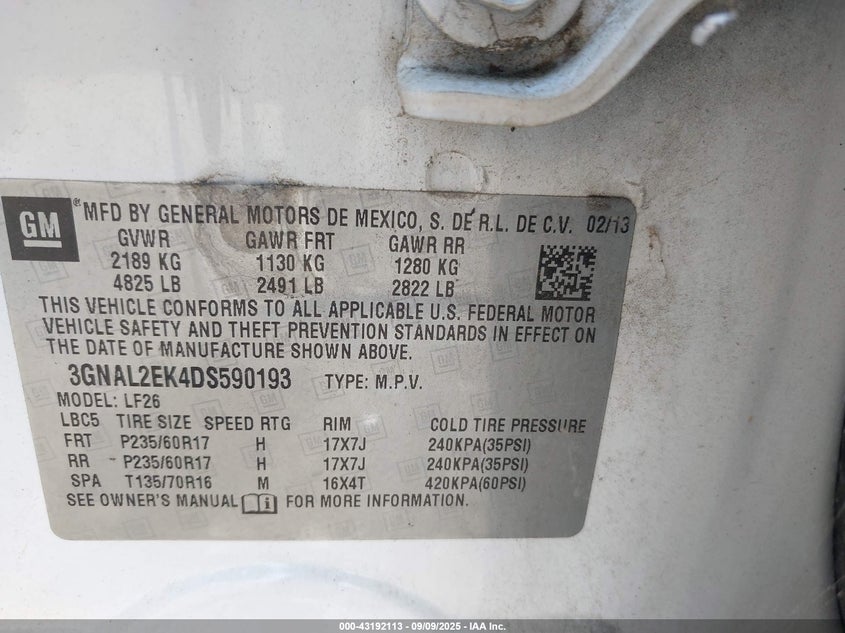 GM ® MFD BY GENERAL MOTORS DE MEXICO, S. DE R.L. DE C.V. 02/13
GVWR GAWR FRT GAWR RR
2189 KG 1130 KG 1280 KG
4825 LB 2491 LB 2822 LB
THIS VEHICLE CONFORMS TO ALL APPLICABLE U.S. FEDERAL MOTOR
VEHICLE SAFETY AND THEFT PREVENTION STANDARDS IN EFFECT ON
THE DATE OF MANUFACTURE SHOWN ABOVE.
3GNAL2EK4DS590193 TYPE: M.P.V.
MODEL: LF26
LBC5 TIRE SIZE SPEED RTG RIM COLD TIRE PRESSURE
FRT P235/60R17 H 17X7J 240KPA(35PSI)
RR P235/60R17 H 17X7J 240KPA(35PSI)
SPA T135/70R16 M 16X4T 420KPA(60PSI)
SEE OWNER'S MANUAL FOR MORE INFORMATION.
000-43192113 - 09/09/2025 - IAA Inc.